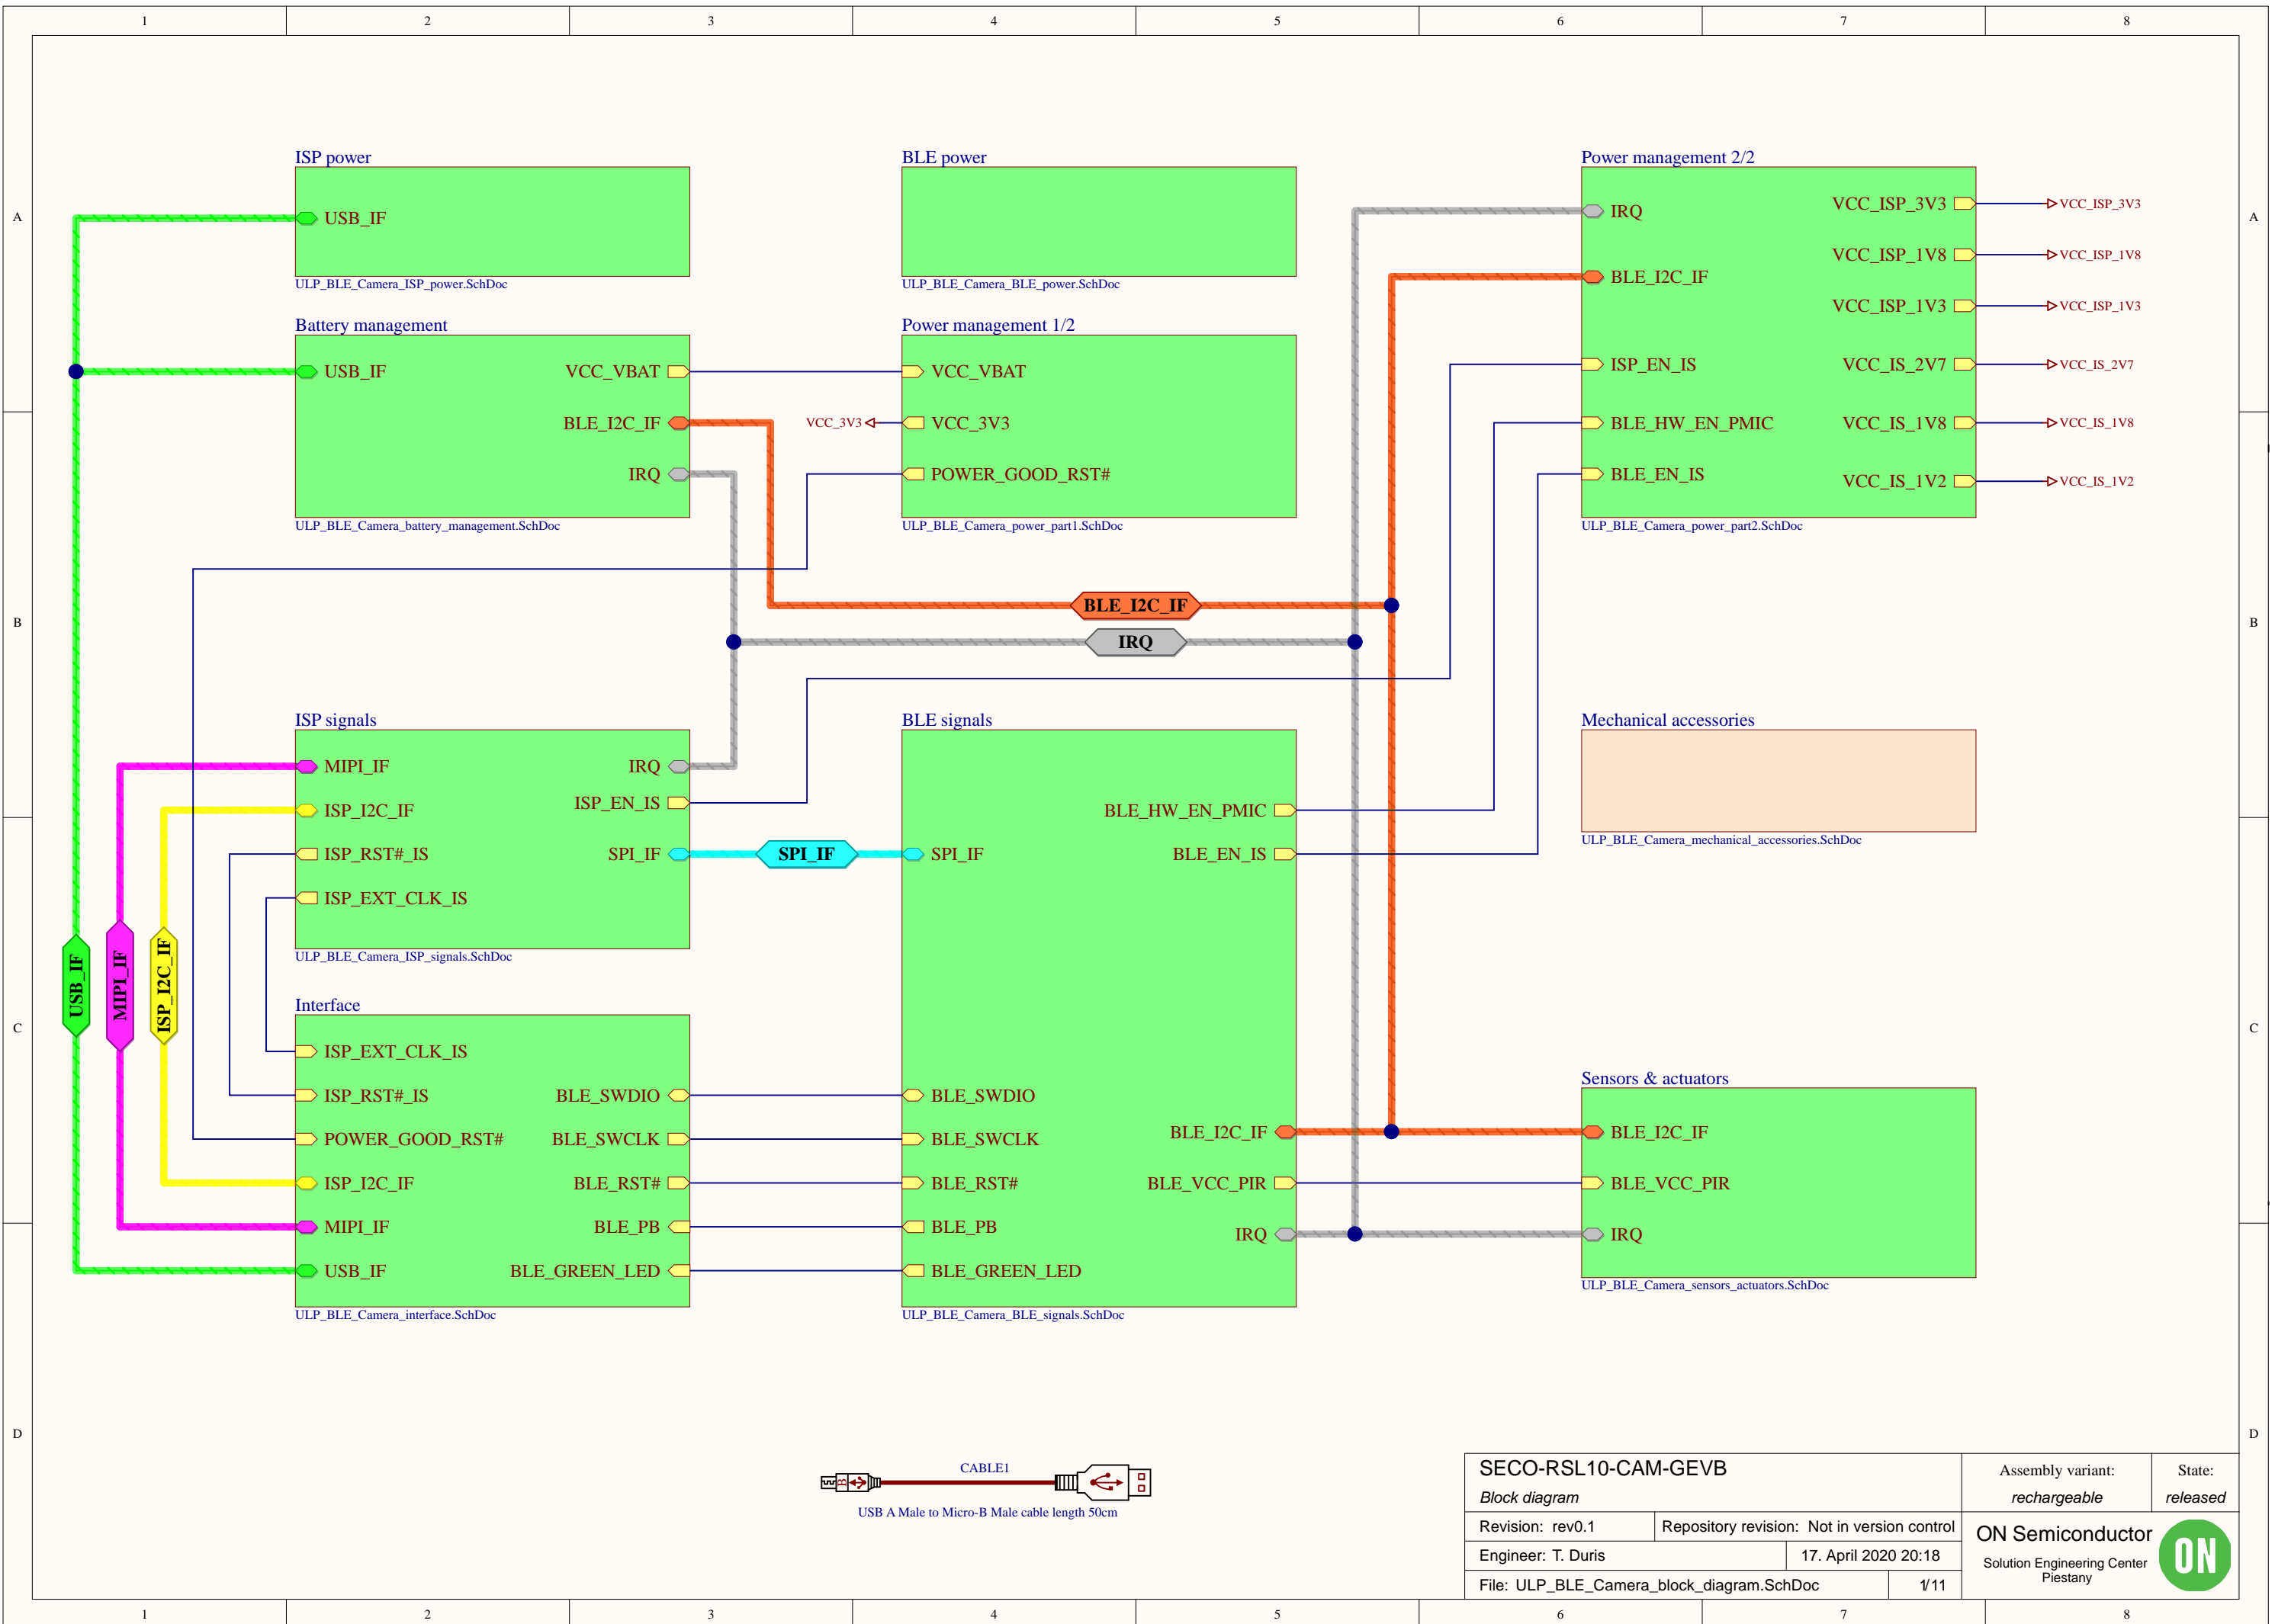 1 2 3 4 5 6 7 8
A
A
B
B
C
C
D
D
ISP power
USB_IF
ULP_BLE_Camera_ISP_power.SchDoc
BLE power
ULP_BLE_Camera_BLE_power.SchDoc
Power management 2/2
IRQ
BLE_I2C_IF
ISP_EN_IS
BLE_HW_EN_PMIC
BLE_EN_IS
VCC_ISP_3V3
VCC_ISP_1V8
VCC_ISP_1V3
VCC_IS_2V7
VCC_IS_1V8
VCC_IS_1V2
VCC_ISP_3V3
VCC_ISP_1V8
VCC_ISP_1V3
VCC_IS_2V7
VCC_IS_1V8
VCC_IS_1V2
ULP_BLE_Camera_power_part2.SchDoc
Battery management
USB_IF
VCC_VBAT
BLE_I2C_IF
IRQ
ULP_BLE_Camera_battery_management.SchDoc
Power management 1/2
VCC_VBAT
VCC_3V3
VCC_3V3
POWER_GOOD_RST#
ULP_BLE_Camera_power_part1.SchDoc
BLE_I2C_IF
IRQ
ISP signals
MIPI_IF
ISP_I2C_IF
ISP_RST#_IS
ISP_EXT_CLK_IS
IRQ
ISP_EN_IS
SPI_IF
ULP_BLE_Camera_ISP_signals.SchDoc
SPI_IF
BLE signals
SPI_IF
BLE_HW_EN_PMIC
BLE_EN_IS
BLE_SWDIO
BLE_SWCLK
BLE_RST#
BLE_PB
BLE_GREEN_LED
BLE_I2C_IF
BLE_VCC_PIR
IRQ
ULP_BLE_Camera_BLE_signals.SchDoc
Mechanical accessories
ULP_BLE_Camera_mechanical_accessories.SchDoc
USB_IF
MIPI_IF
ISP_I2C_IF
Interface
ISP_EXT_CLK_IS
ISP_RST#_IS
POWER_GOOD_RST#
ISP_I2C_IF
MIPI_IF
USB_IF
BLE_SWDIO
BLE_SWCLK
BLE_RST#
BLE_PB
BLE_GREEN_LED
ULP_BLE_Camera_interface.SchDoc
Sensors & actuators
BLE_I2C_IF
BLE_VCC_PIR
IRQ
ULP_BLE_Camera_sensors_actuators.SchDoc
CABLE1
B
USB A Male to Micro-B Male cable length 50cm
SECO-RSL10-CAM-GEVB
Block diagram
Assembly variant:
rechargeable
State:
released
Revision: rev0.1
Repository revision: Not in version control
Engineer: T. Duris
17. April 2020 20:18
File: ULP_BLE_Camera_block_diagram.SchDoc
1/11
ON Semiconductor
Solution Engineering Center
Piestany
ON
1 2 3 4 5 6 7 8